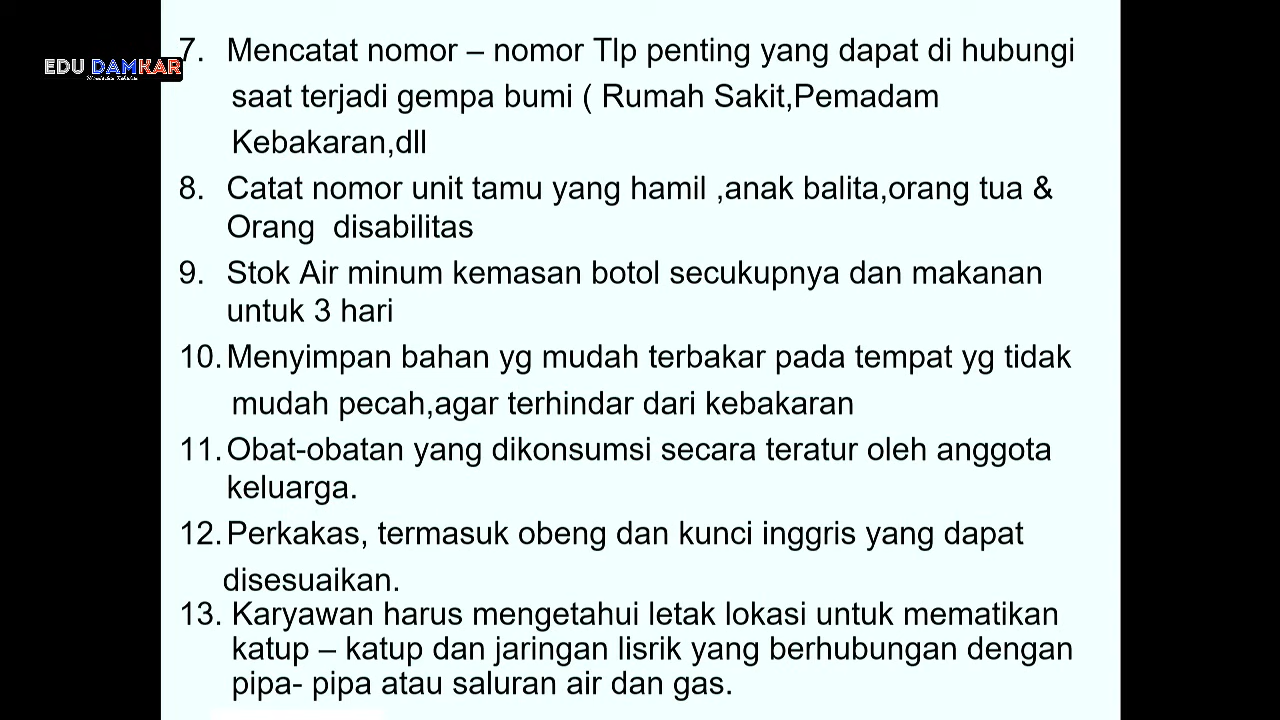 EDU DAMKAR
7. Mencatat nomor – nomor Tlp penting yang dapat di hubungi
saat terjadi gempa bumi ( Rumah Sakit,Pemadam
Kebakaran,dll
8. Catat nomor unit tamu yang hamil ,anak balita,orang tua &
Orang disabilitas
9. Stok Air minum kemasan botol secukupnya dan makanan
untuk 3 hari
10. Menyimpan bahan yg mudah terbakar pada tempat yg tidak
mudah pecah,agar terhindar dari kebakaran
11. Obat-obatan yang dikonsumsi secara teratur oleh anggota
keluarga.
12. Perkakas, termasuk obeng dan kunci inggris yang dapat
disesuaikan.
13. Karyawan harus mengetahui letak lokasi untuk mematikan
katup – katup dan jaringan lisrik yang berhubungan dengan
pipa- pipa atau saluran air dan gas.